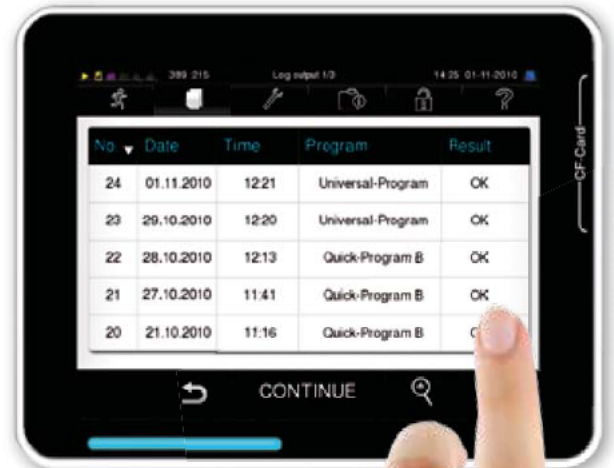 389 215 Log output 1/3 14:25 01-11-2010
No. Date Time Program Result
24 01.11.2010 12:21 Universal-Program OK
23 29.10.2010 12:20 Universal-Program OK
22 28.10.2010 12:13 Quick-Program B OK
21 27.10.2010 11:41 Quick-Program B OK
20 21.10.2010 11:16 Quick-Program B
CONTINUE
CF-Card